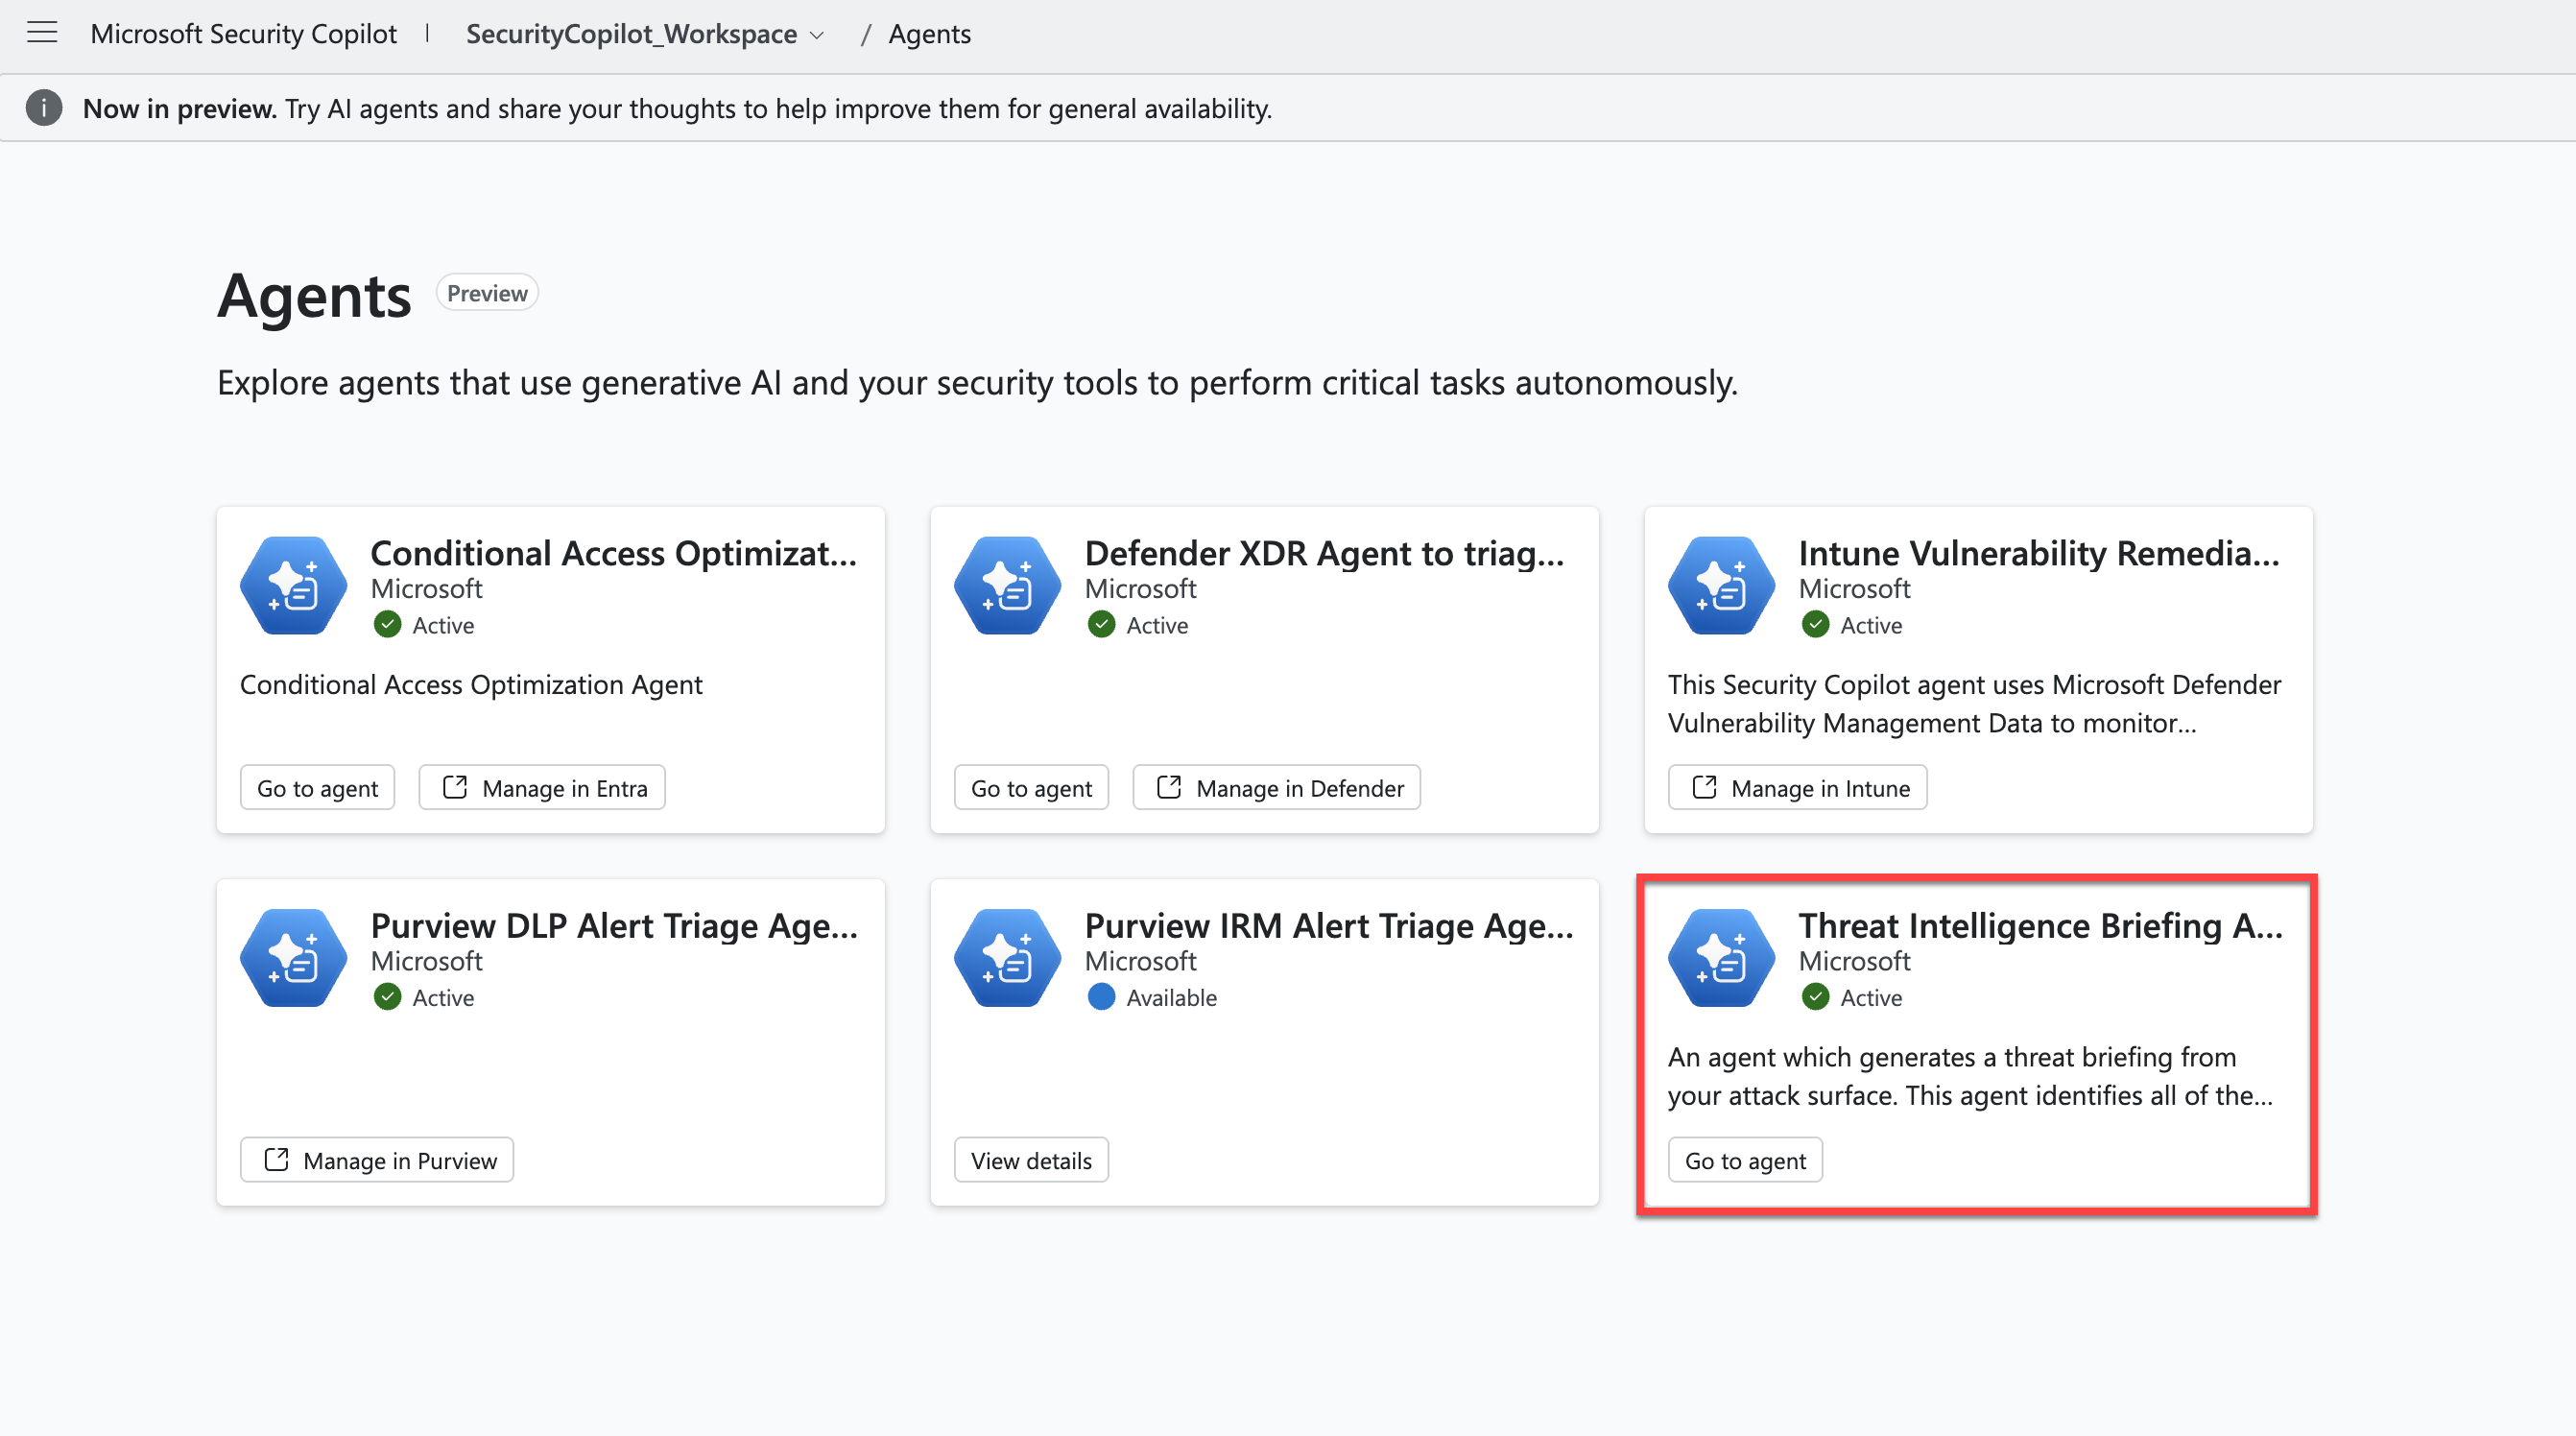 Microsoft Security Copilot | SecurityCopilot_Workspace / Agents
Now in preview. Try AI agents and share your thoughts to help improve them for general availability.
Agents Preview
Explore agents that use generative AI and your security tools to perform critical tasks autonomously.
Conditional Access Optimizat...
Microsoft
Active
Conditional Access Optimization Agent
Go to agent Manage in Entra
Defender XDR Agent to triag...
Microsoft
Active
Go to agent Manage in Defender
Intune Vulnerability Remedia...
Microsoft
Active
This Security Copilot agent uses Microsoft Defender
Vulnerability Management Data to monitor...
Manage in Intune
Purview DLP Alert Triage Age...
Microsoft
Active
Manage in Purview
Purview IRM Alert Triage Age...
Microsoft
Available
View details
Threat Intelligence Briefing A...
Microsoft
Active
An agent which generates a threat briefing from
your attack surface. This agent identifies all of the...
Go to agent